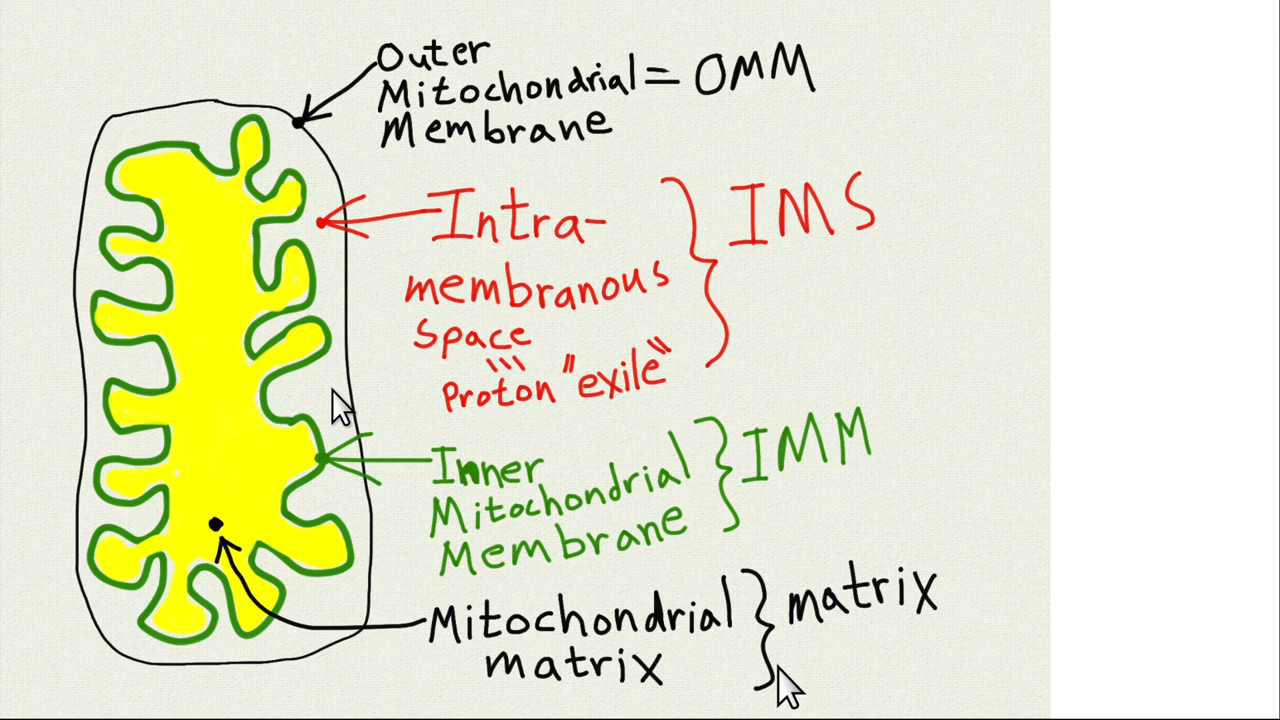 Outer
Mitochondrial = OMM
Membrane
Intra-
membranous
space
IMS
Proton "exile"
Inner
Mitochondrial
Membrane
IMM
Mitochondrial
matrix
matrix